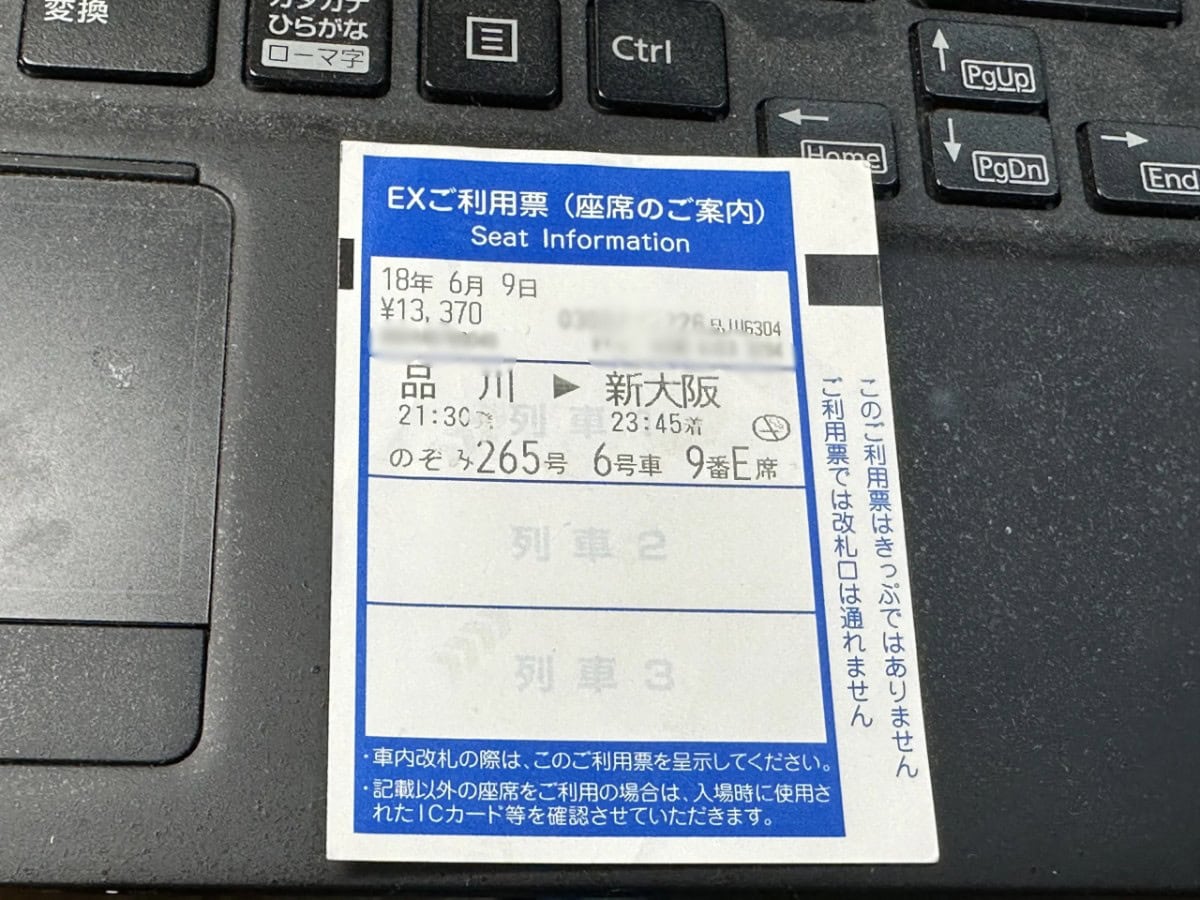 変換
カタカナ
ひらがな
ローマ字
Ctrl
PgUp
Home
PgDn
End
EXご利用票（座席のご案内）
Seat Information
18年 6月 9日
¥13,370
品川6304
品 川 ▶ 新大阪
21:30発 23:45着
のぞみ265号 6号車 9番E席
列車2
列車3
・車内改札の際は、このご利用票を呈示してください。
・記載以外の座席をご利用の場合は、入場時に使用さ
れたICカード等を確認させていただきます。
このご利用票はきっぷではありません
ご利用票では改札口は通れません